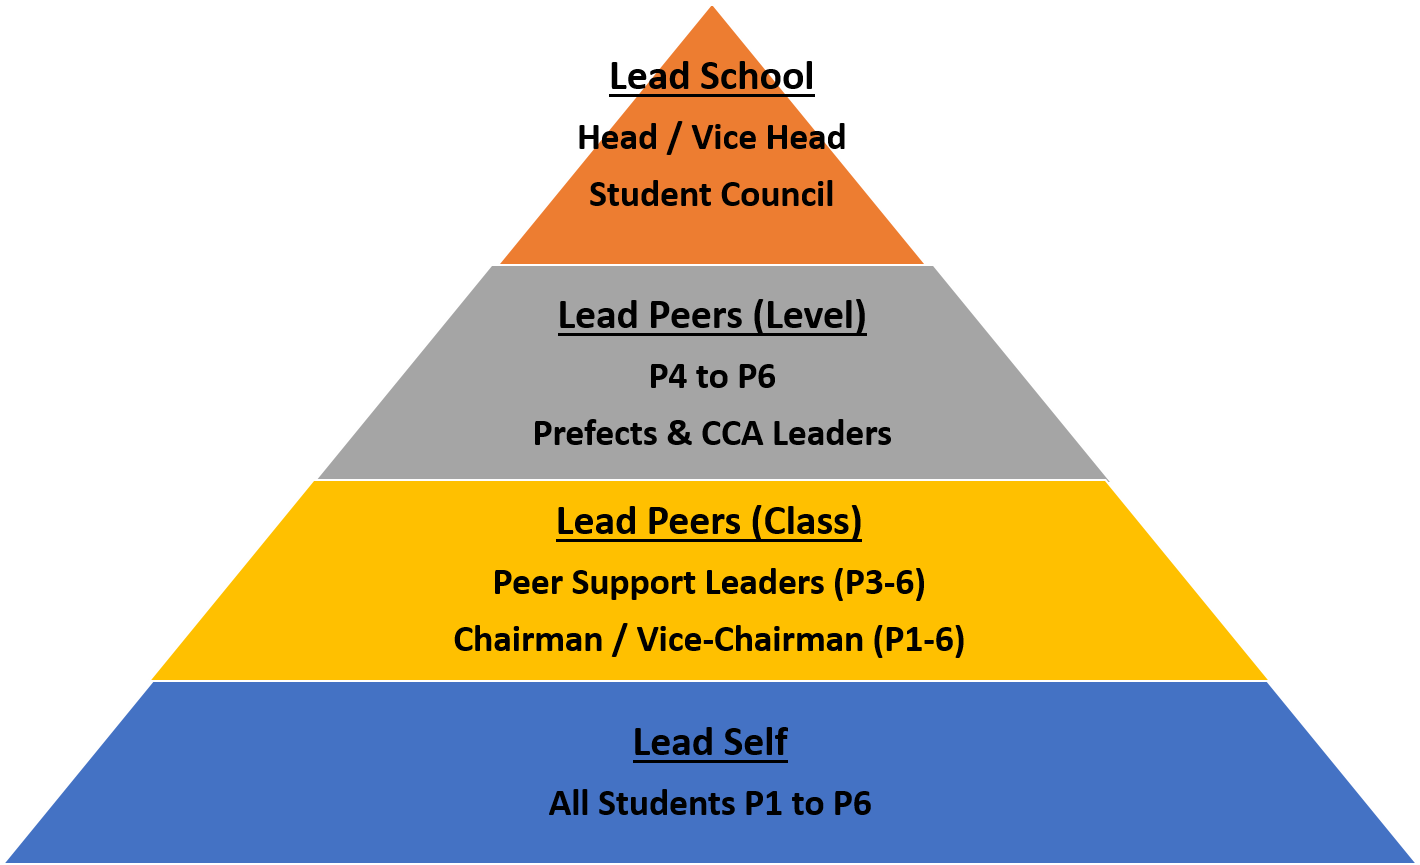 Lead School
Head / Vice Head
Student Council
Lead Peers (Level)
P4 to P6
Prefects & CCA Leaders
Lead Peers (Class)
Peer Support Leaders (P3-6)
Chairman / Vice-Chairman (P1-6)
Lead Self
All Students P1 to P6